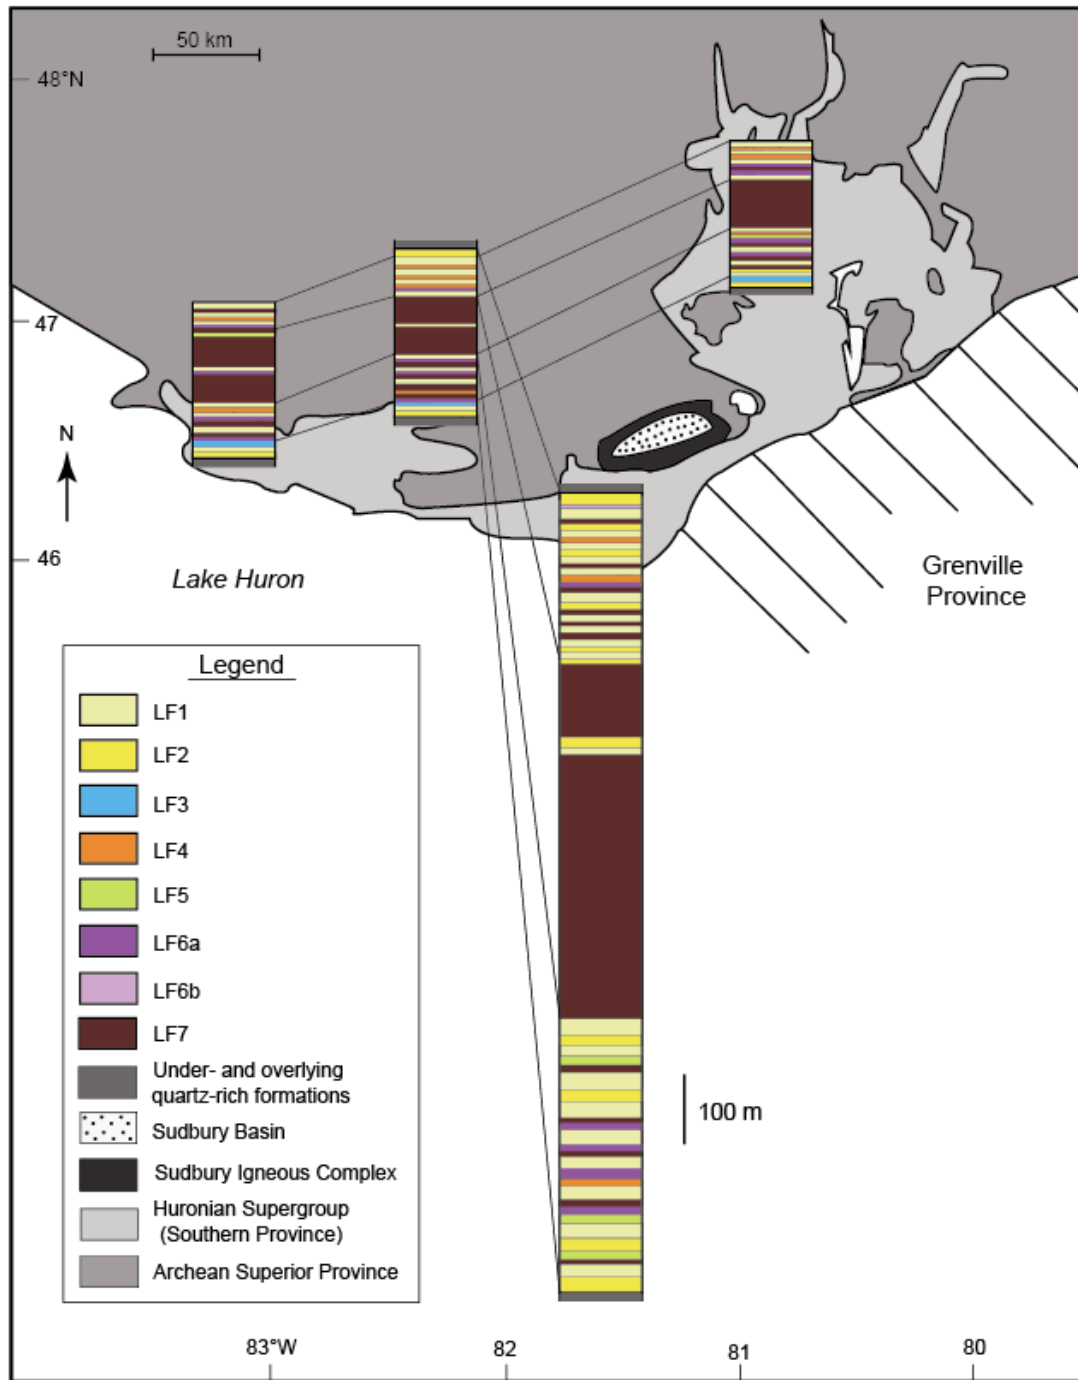 50 km
48°N
47
N
46
Lake Huron
Grenville
Province
Legend
LF1
LF2
LF3
LF4
LF5
LF6a
LF6b
LF7
Under- and overlying
quartz-rich formations
Sudbury Basin
Sudbury Igneous Complex
Huronian Supergroup
(Southern Province)
Archean Superior Province
100 m
83°W
82
81
80